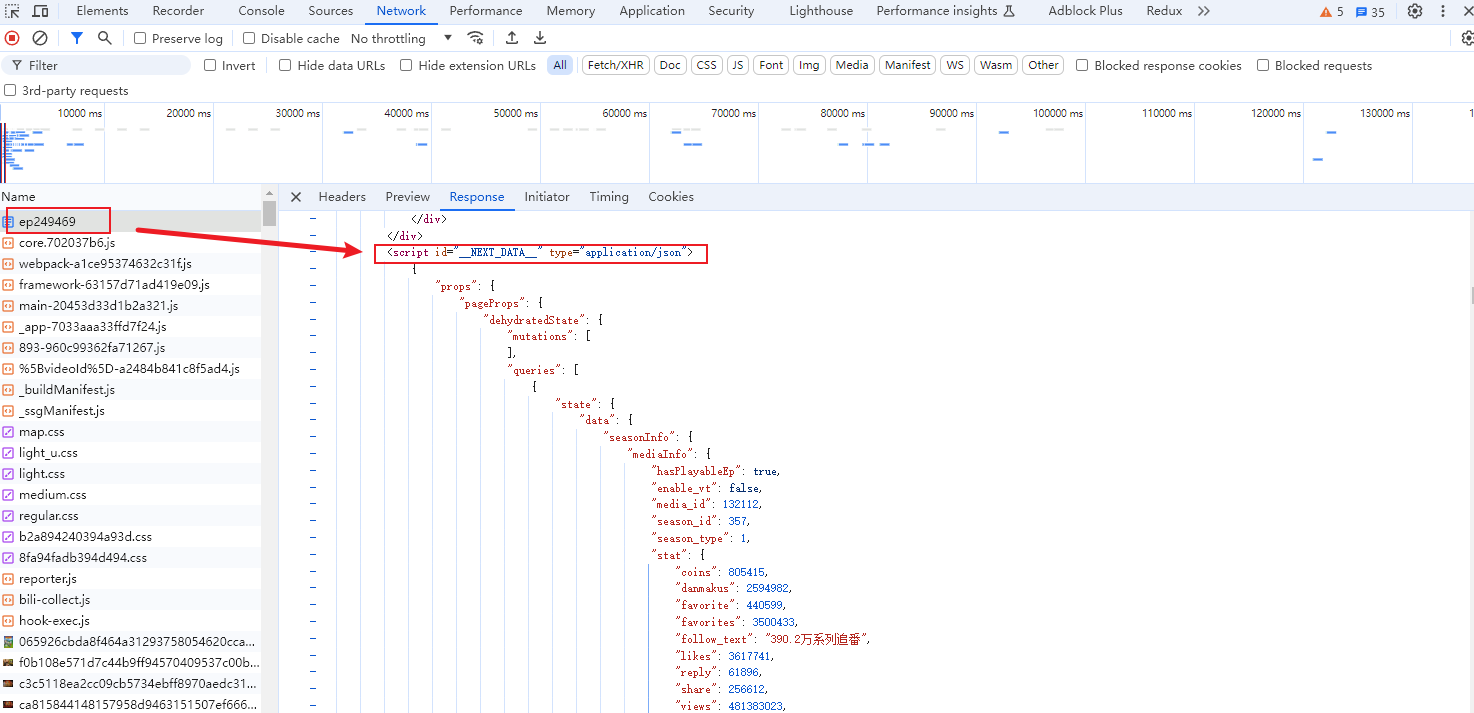 Elements Recorder Console Sources Network Performance Memory Application Security Lighthouse Performance insights Adblock Plus Redux 5 35
Preserve log Disable cache No throttling
Filter Invert Hide data URLs Hide extension URLs All Fetch/XHR Doc CSS JS Font Img Media Manifest WS Wasm Other Blocked response cookies Blocked requests
3rd-party requests
10000 ms 20000 ms 30000 ms 40000 ms 50000 ms 60000 ms 70000 ms 80000 ms 90000 ms 100000 ms 110000 ms 120000 ms 130000 ms 1
Name
ep249469
core.702037b6.js
webpack-a1ce95374632c31f.js
framework-63157d71ad419e09.js
main-20453d33d1b2a321.js
_app-7033aaa33ffd7f24.js
893-960c99362fa71267.js
%5BvideoId%5D-a2484b841c8f5ad4.js
_buildManifest.js
_ssgManifest.js
map.css
light_u.css
light.css
medium.css
regular.css
b2a894240394a93d.css
8fa94fadb394d494.css
reporter.js
bili-collect.js
hook-exec.js
065926cbda8f464a31293758054620cca...
f0b108e571d7c44b9ff94570409537c00b...
c3c5118ea2cc09cb5734ebff8970aedc31...
ca815844148157958d9463151507ef666...
Headers Preview Response Initiator Timing Cookies
</div>
</div>
<script id="__NEXT_DATA__" type="application/json">
{
"props": {
"pageProps": {
"dehydratedState": {
"mutations": [
],
"queries": [
{
"state": {
"data": {
"seasonInfo": {
"mediaInfo": {
"hasPlayableEp": true,
"enable_vt": false,
"media_id": 132112,
"season_id": 357,
"season_type": 1,
"stat": {
"coins": 805415,
"danmakus": 2594982,
"favorite": 440599,
"favorites": 3500433,
"follow_text": "390.2万系列追番",
"likes": 3617741,
"reply": 61896,
"share": 256612,
"views": 481383023,